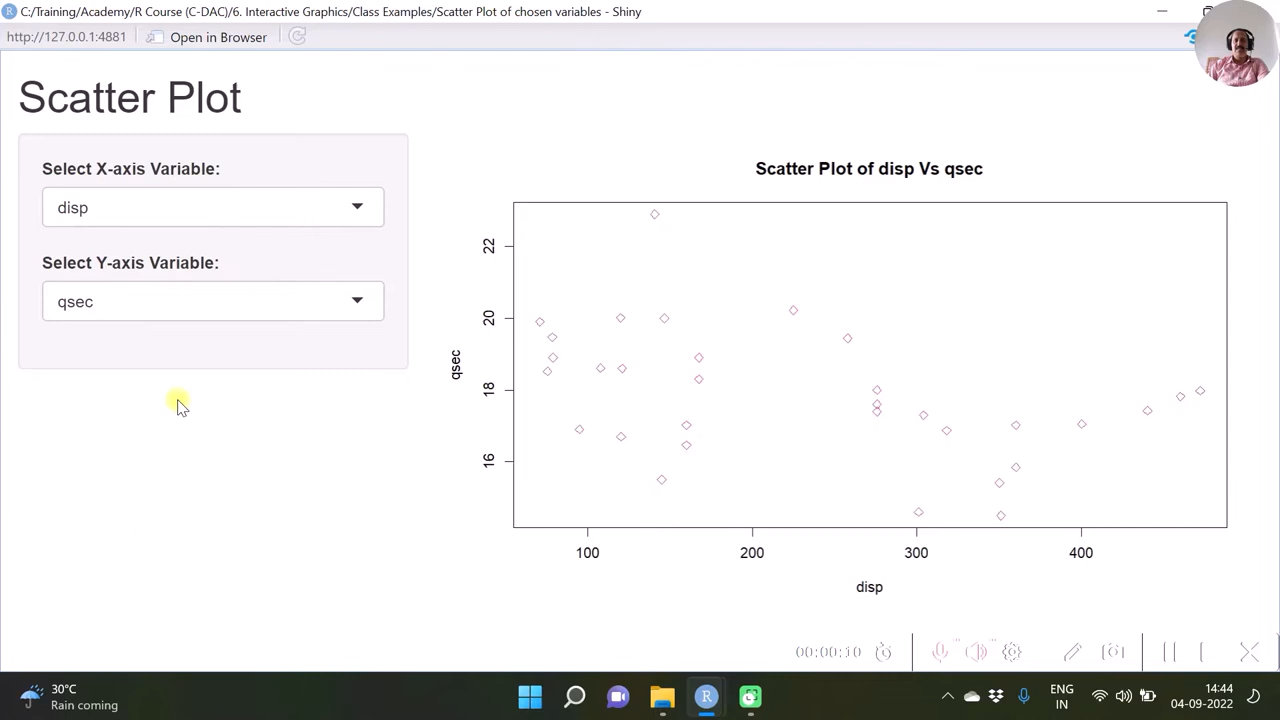 C:/Training/Academy/R Course (C-DAC)/6. Interactive Graphics/Class Examples/Scatter Plot of chosen variables - Shiny
http://127.0.0.1:4881
Open in Browser
Scatter Plot
Select X-axis Variable:
disp
Select Y-axis Variable:
qsec
Scatter Plot of disp Vs qsec
22
20
18
16
qsec
100
200
300
400
disp
00:00:10
30°C
Rain coming
ENG
IN
14:44
04-09-2022